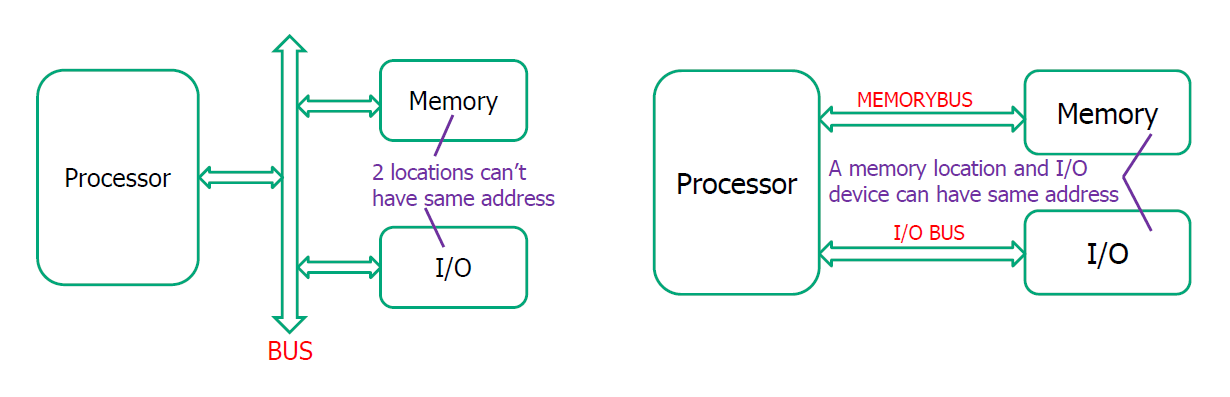 Processor
Memory
2 locations can’t
have same address
I/O
BUS
Processor
MEMORYBUS
Memory
A memory location and I/O
device can have same address
I/O BUS
I/O